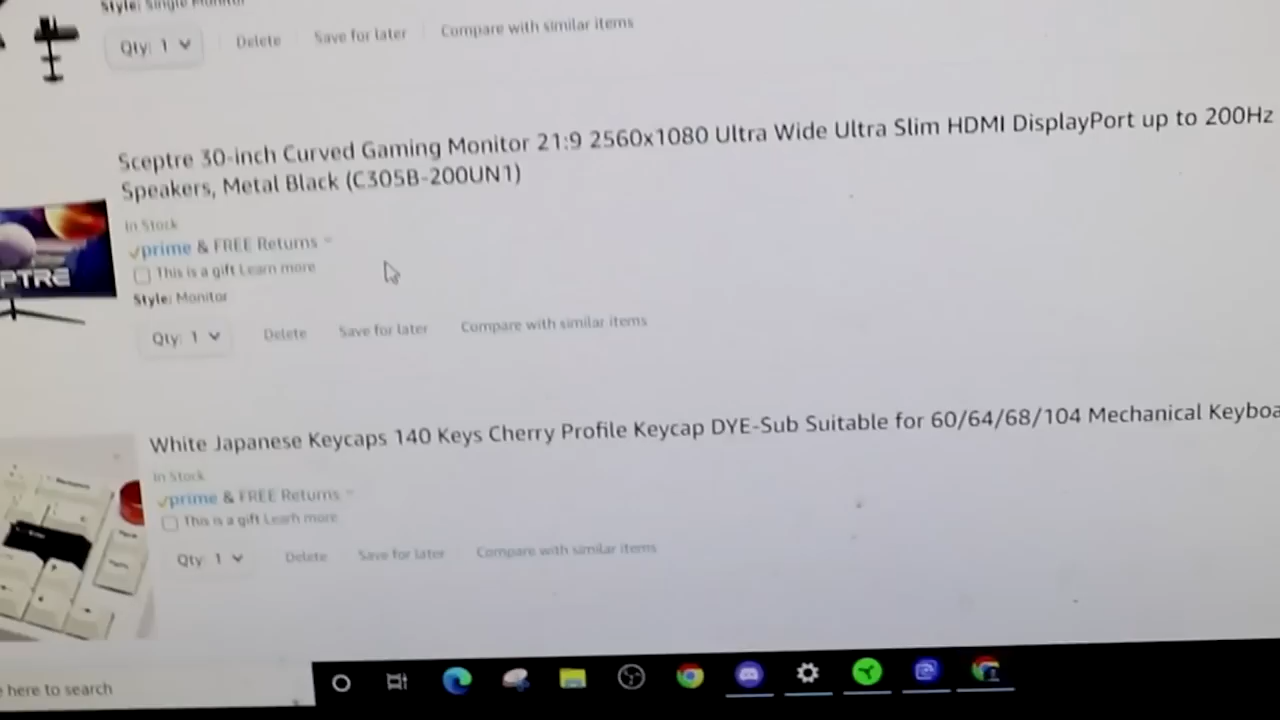 Style: Single Monitor
Qty: 1 Delete Save for later Compare with similar items
Sceptre 30-inch Curved Gaming Monitor 21:9 2560x1080 Ultra Wide Ultra Slim HDMI DisplayPort up to 200Hz
Speakers, Metal Black (C305B-200UN1)
In Stock
prime & FREE Returns
This is a gift Learn more
PTRE
Style: Monitor
Qty: 1 Delete Save for later Compare with similar items
White Japanese Keycaps 140 Keys Cherry Profile Keycap DYE-Sub Suitable for 60/64/68/104 Mechanical Keyboa
In Stock
prime & FREE Returns
This is a gift Learn more
Qty: 1 Delete Save for later Compare with similar items
here to search